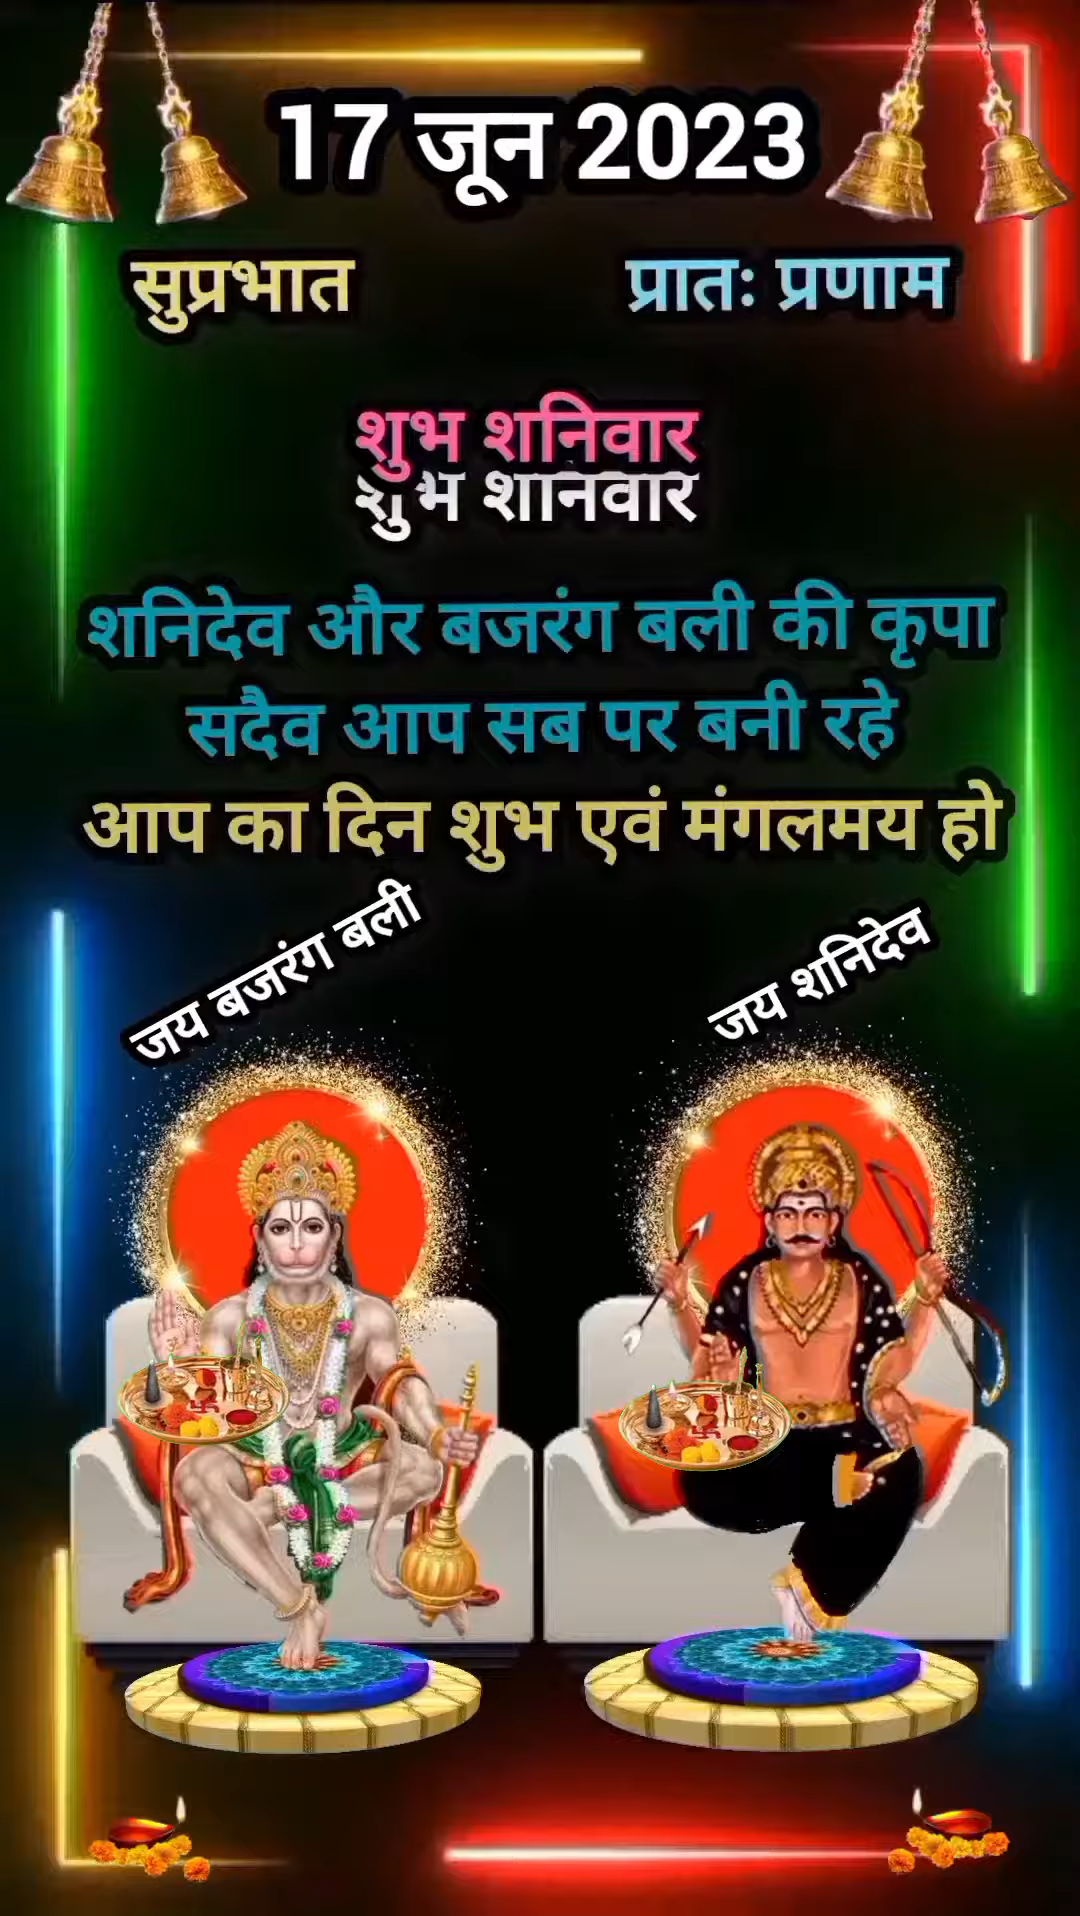 17 जून 2023
सुप्रभात
प्रातः प्रणाम
शुभ शनिवार
शुभ शनिवार
शनिदेव और बजरंग बली की कृपा
सदैव आप सब पर बनी रहे
आप का दिन शुभ एवं मंगलमय हो
जय बजरंग बली
जय शनिदेव